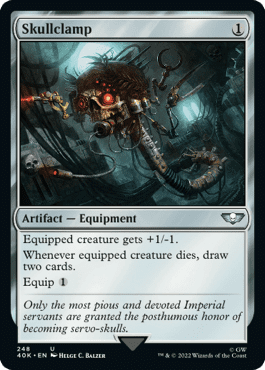 Skullclamp 1
Artifact — Equipment
Equipped creature gets +1/-1.
Whenever equipped creature dies, draw
two cards.
Equip 1
Only the most pious and devoted Imperial
servants are granted the posthumous honor of
becoming servo-skulls.
248 U © GW
40K • EN HELGE C. BALZER ™ & © 2022 Wizards of the Coast